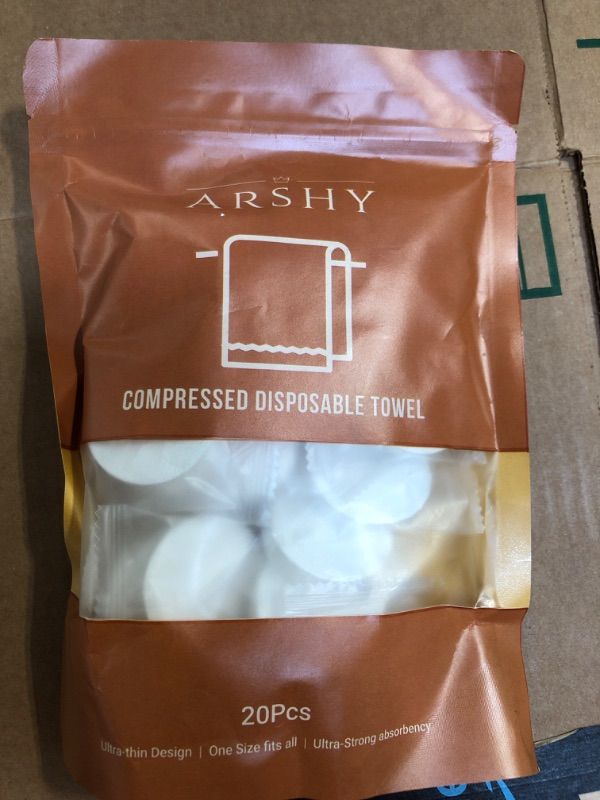 ARSHY
COMPRESSED DISPOSABLE TOWEL
20Pcs
Ultra-thin Design | One Size fits all | Ultra-Strong absorbency